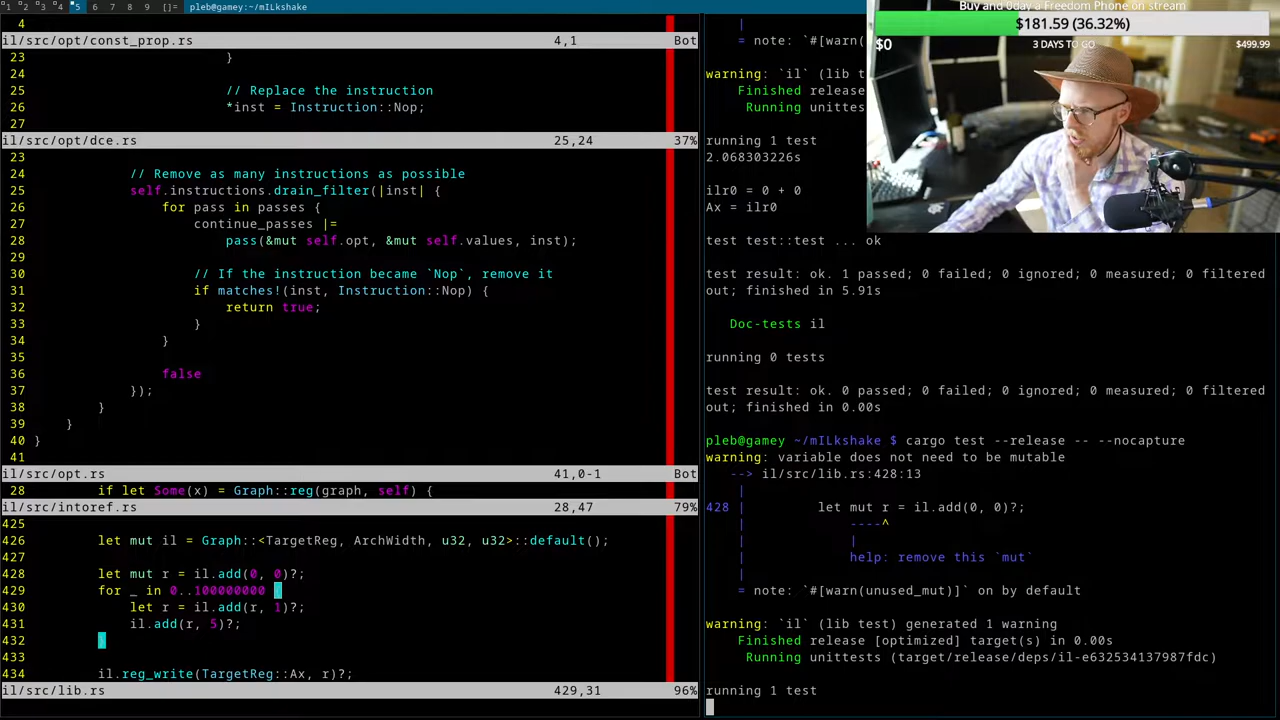 1 2 3 4 5 6 7 8 9 []= pleb@gamey:~/mILkshake
4
il/src/opt/const_prop.rs 4,1 Bot
23 }
24
25 // Replace the instruction
26 *inst = Instruction::Nop;
27
il/src/opt/dce.rs 25,24 37%
23
24 // Remove as many instructions as possible
25 self.instructions.drain_filter(|inst| {
26 for pass in passes {
27 continue_passes |=
28 pass(&mut self.opt, &mut self.values, inst);
29
30 // If the instruction became `Nop`, remove it
31 if matches!(inst, Instruction::Nop) {
32 return true;
33 }
34 }
35
36 false
37 });
38 }
39 }
40 }
41
il/src/opt.rs 41,0-1 Bot
28 if let Some(x) = Graph::reg(graph, self) {
il/src/intoref.rs 28,47 79%
425
426 let mut il = Graph::<TargetReg, ArchWidth, u32, u32>::default();
427
428 let mut r = il.add(0, 0)?;
429 for _ in 0..100000000 {
430 let r = il.add(r, 1)?;
431 il.add(r, 5)?;
432 }
433
434 il.reg_write(TargetReg::Ax, r)?;
il/src/lib.rs 429,31 96%
|
= note: `#[warn(
warning: `il` (lib test)
Finished release
Running unittests
running 1 test
2.068303226s
ilr0 = 0 + 0
Ax = ilr0
test test::test ... ok
test result: ok. 1 passed; 0 failed; 0 ignored; 0 measured; 0 filtered
out; finished in 5.91s
Doc-tests il
running 0 tests
test result: ok. 0 passed; 0 failed; 0 ignored; 0 measured; 0 filtered
out; finished in 0.00s
pleb@gamey ~/mILkshake $ cargo test --release -- --nocapture
warning: variable does not need to be mutable
--> il/src/lib.rs:428:13
|
428 | let mut r = il.add(0, 0)?;
| ----^
| |
| help: remove this `mut`
|
= note: `#[warn(unused_mut)]` on by default
warning: `il` (lib test) generated 1 warning
Finished release [optimized] target(s) in 0.00s
Running unittests (target/release/deps/il-e632534137987fdc)
running 1 test
Buy and 0day a Freedom Phone on stream
$181.59 (36.32%)
$0 3 DAYS TO GO $499.99